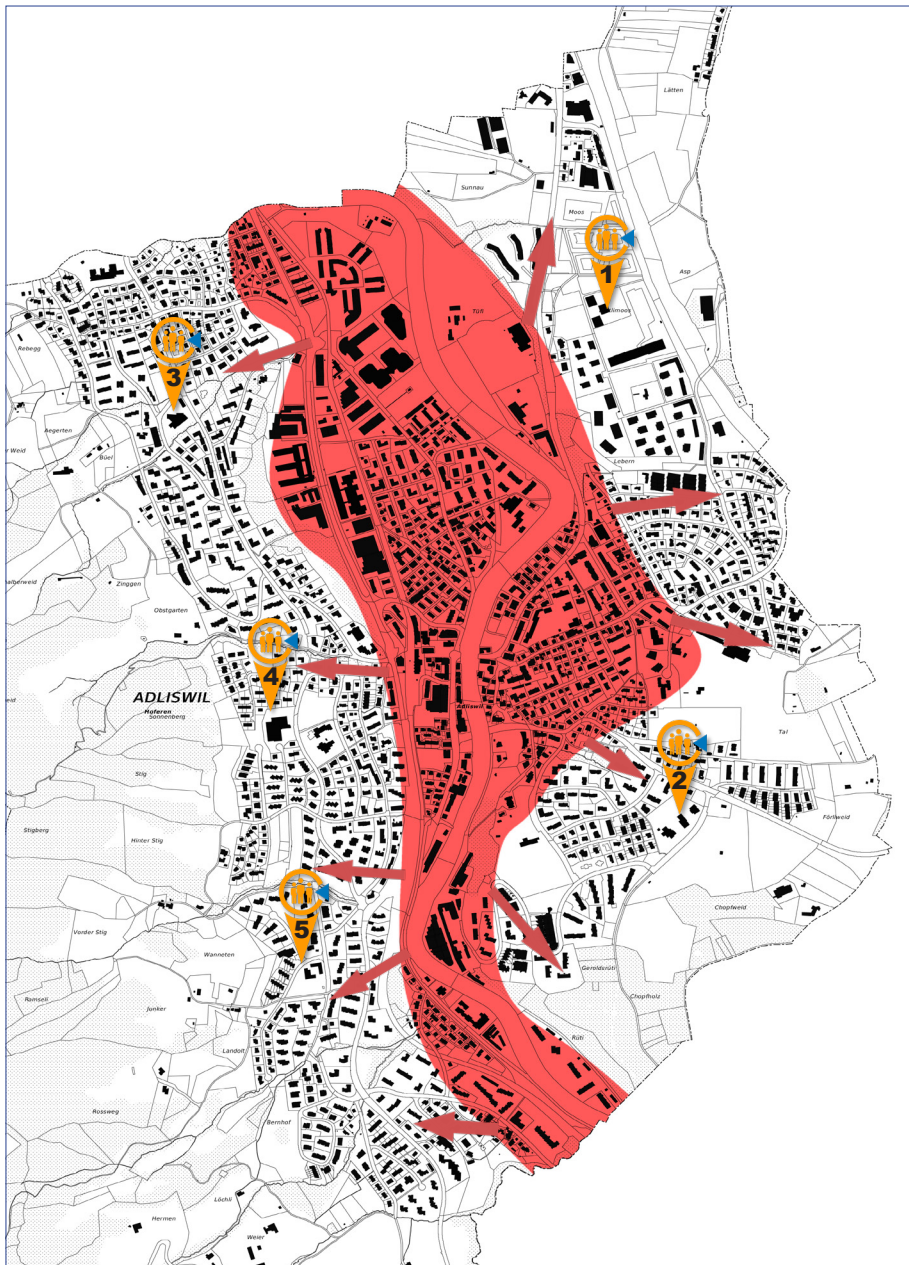 Lätten
Sunnau
Moos
1
Asp
Tüfi
Rebegg
3
Aegerten
Büel
Lebern
Zinggen
Obstgarten
4
ADLISWIL
Hoferen
Sonnenberg
Adliswil
Tal
2
Stig
Stigberg
Hinter Stig
Förliweid
5
Chopfweid
Vorder Stig
Wanneten
Geroldsrüti
Junker
Chopfholz
Rüti
Landolt
Rossweg
Bernhof
Löchli
Hermen
Weier